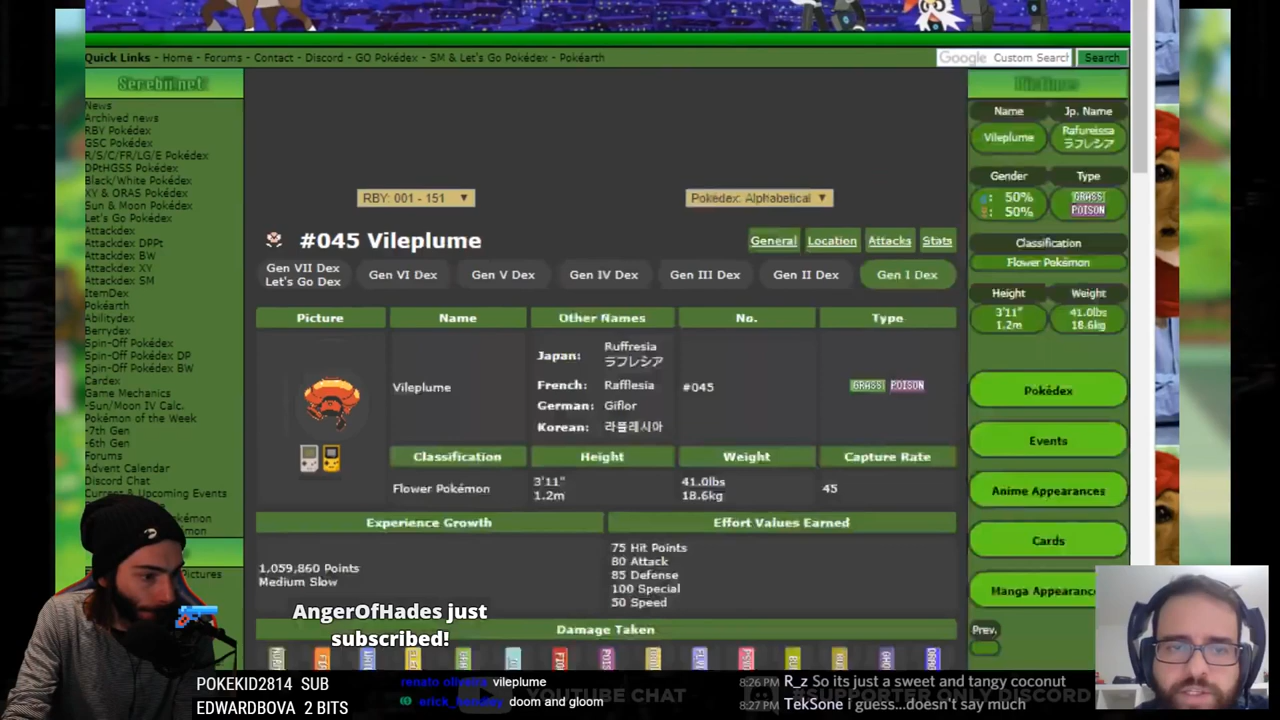 Quick Links - Home - Forums - Contact - Discord - GO Pokédex - SM & Let's Go Pokédex - Pokéarth
Google Custom Search
Search
Serebii.net
News
Archived news
RBY Pokédex
GSC Pokédex
R/S/C/FR/LG/E Pokédex
DPtHGSS Pokédex
Black/White Pokédex
XY & ORAS Pokédex
Sun & Moon Pokédex
Let's Go Pokédex
Attackdex
Attackdex DPPt
Attackdex BW
Attackdex XY
Attackdex SM
ItemDex
Pokéarth
Abilitydex
Berrydex
Spin-Off Pokédex
Spin-Off Pokédex DP
Spin-Off Pokédex BW
Cardex
Game Mechanics
-Sun/Moon IV Calc.
Pokémon of the Week
-7th Gen
-6th Gen
Forums
Advent Calendar
Discord Chat
Current & Upcoming Events
Pictures
RBY: 001 - 151
Pokédex: Alphabetical
#045 Vileplume
General
Location
Attacks
Stats
Gen VII Dex
Let's Go Dex
Gen VI Dex
Gen V Dex
Gen IV Dex
Gen III Dex
Gen II Dex
Gen I Dex
Picture
Name
Other Names
No.
Type
Vileplume
Japan: Ruffresia
ラフレシア
French: Rafflesia
German: Giflor
Korean: 라플레시아
#045
GRASS POISON
Classification
Height
Weight
Capture Rate
Flower Pokémon
3'11"
1.2m
41.0lbs
18.6kg
45
Experience Growth
Effort Values Earned
1,059,860 Points
Medium Slow
75 Hit Points
80 Attack
85 Defense
100 Special
50 Speed
Damage Taken
Name
Jp. Name
Vileplume
Rafureissa
ラフレシア
Gender
Type
: 50%
: 50%
GRASS
POISON
Classification
Flower Pokémon
Height
Weight
3'11"
1.2m
41.0lbs
18.6kg
Pokédex
Events
Anime Appearances
Cards
Manga Appearanc
Prev.
AngerOfHades just
subscribed!
POKEKID2814 SUB
EDWARDBOVA 2 BITS
vileplume
doom and gloom
YOUTUBE CHAT
8:26 PM R_z So its just a sweet and tangy coconut
8:27 PM TekSone i guess...doesn't say much
SUPPORTER ONLY DISCORD